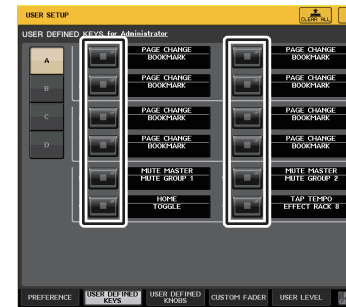 USER SETUP
CLEAR ALL
USER DEFINED KEYS for Administrator
A
PAGE CHANGE
BOOKMARK
PAGE CHANGE
BOOKMARK
B
PAGE CHANGE
BOOKMARK
PAGE CHANGE
BOOKMARK
C
PAGE CHANGE
BOOKMARK
PAGE CHANGE
BOOKMARK
D
PAGE CHANGE
BOOKMARK
PAGE CHANGE
BOOKMARK
MUTE MASTER
MUTE GROUP 1
MUTE MASTER
MUTE GROUP 2
HOME
TOGGLE
TAP TEMPO
EFFECT RACK 8
PREFERENCE
USER DEFINED
KEYS
USER DEFINED
KNOBS
CUSTOM FADER
USER LEVEL